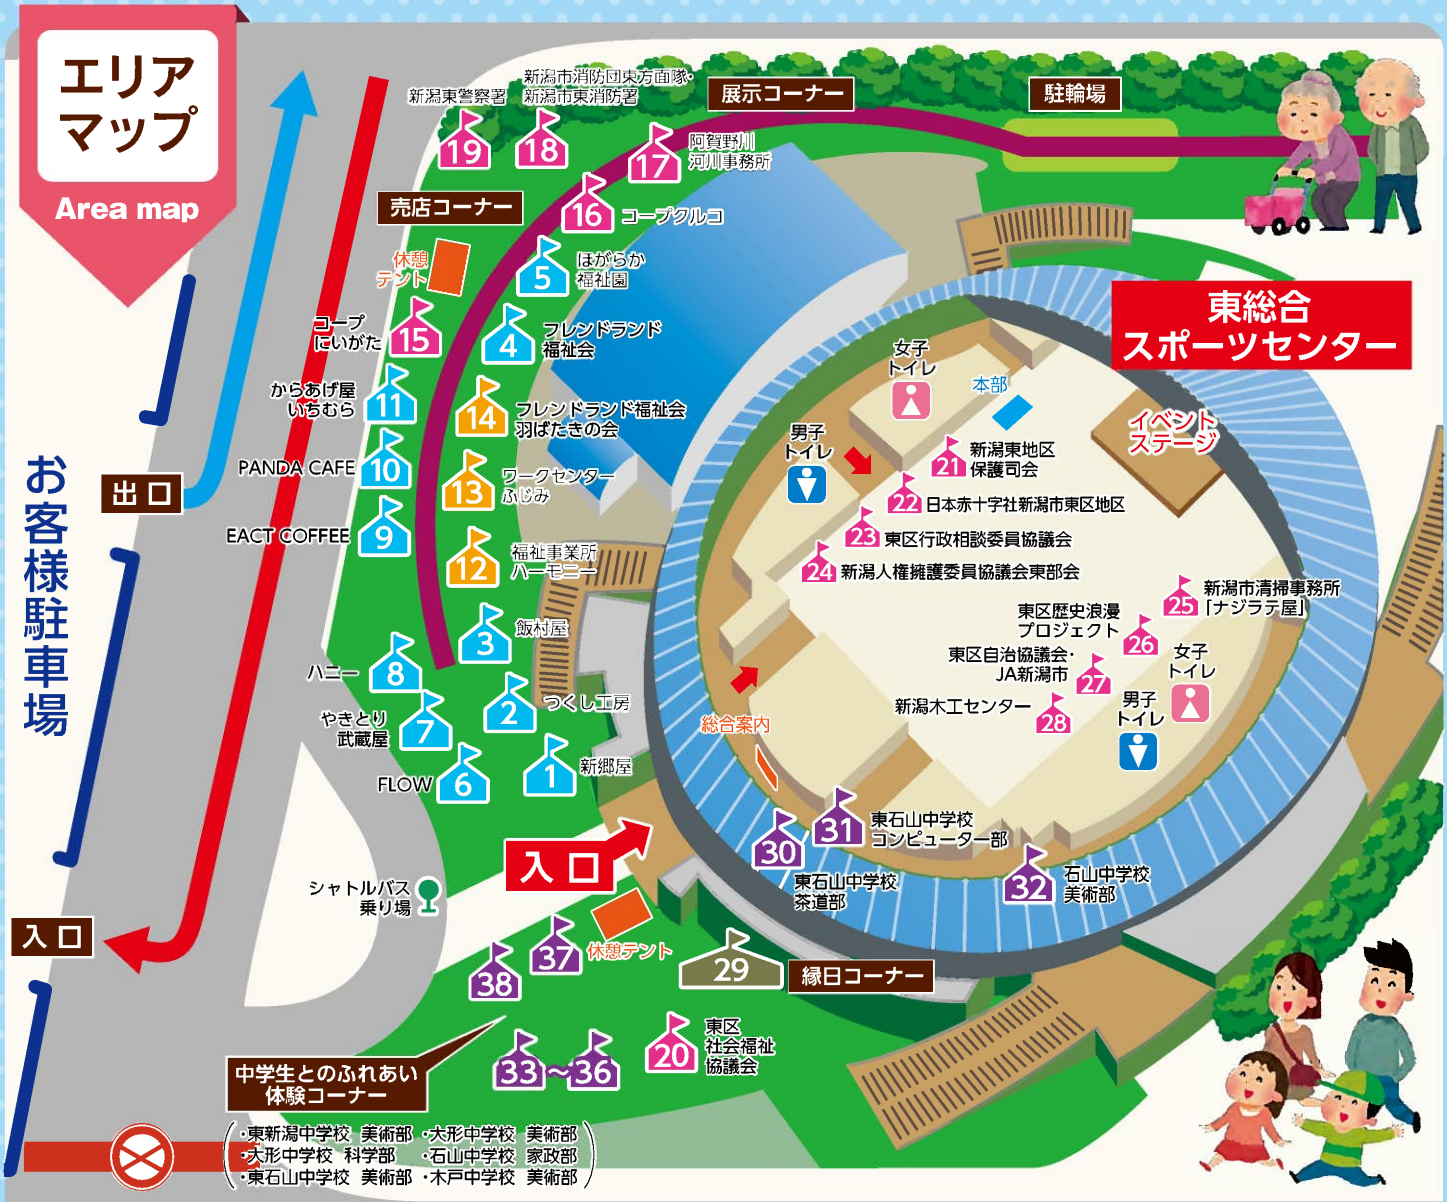 エリア
マップ
Area map
新潟東警察署
新潟市消防団東方面隊・
新潟市東消防署
展示コーナー
駐輪場
19
18
17
阿賀野川
河川事務所
売店コーナー
16
コープクルコ
休憩
テント
5
ほがらか
福祉園
東総合
スポーツセンター
コープ
にいがた
15
4
フレンドランド
福祉会
女子
トイレ
本部
からあげ屋
いちむら
11
14
フレンドランド福祉会
羽ばたきの会
イベント
ステージ
男子
トイレ
21
新潟東地区
保護司会
PANDA CAFE
10
13
ワークセンター
ふじみ
22
日本赤十字社新潟市東区地区
お客様駐車場
出口
EACT COFFEE
9
23
東区行政相談委員協議会
12
福祉事業所
ハーモニー
24
新潟人権擁護委員協議会東部会
25
新潟市清掃事務所
「ナジラテ屋」
東区歴史浪漫
プロジェクト
26
3
飯村屋
東区自治協議会・
JA新潟市
27
女子
トイレ
ハニー
8
2
つくし工房
新潟木工センター
28
男子
トイレ
やきとり
武蔵屋
7
総合案内
FLOW
6
1
新郷屋
31
東石山中学校
コンピューター部
入口
30
東石山中学校
茶道部
32
石山中学校
美術部
シャトルバス
乗り場
入口
37
休憩テント
38
29
縁日コーナー
33~36
20
東区
社会福祉
協議会
中学生とのふれあい
体験コーナー
・東新潟中学校 美術部 ・大形中学校 美術部
・大形中学校 科学部 ・石山中学校 家政部
・東石山中学校 美術部 ・木戸中学校 美術部